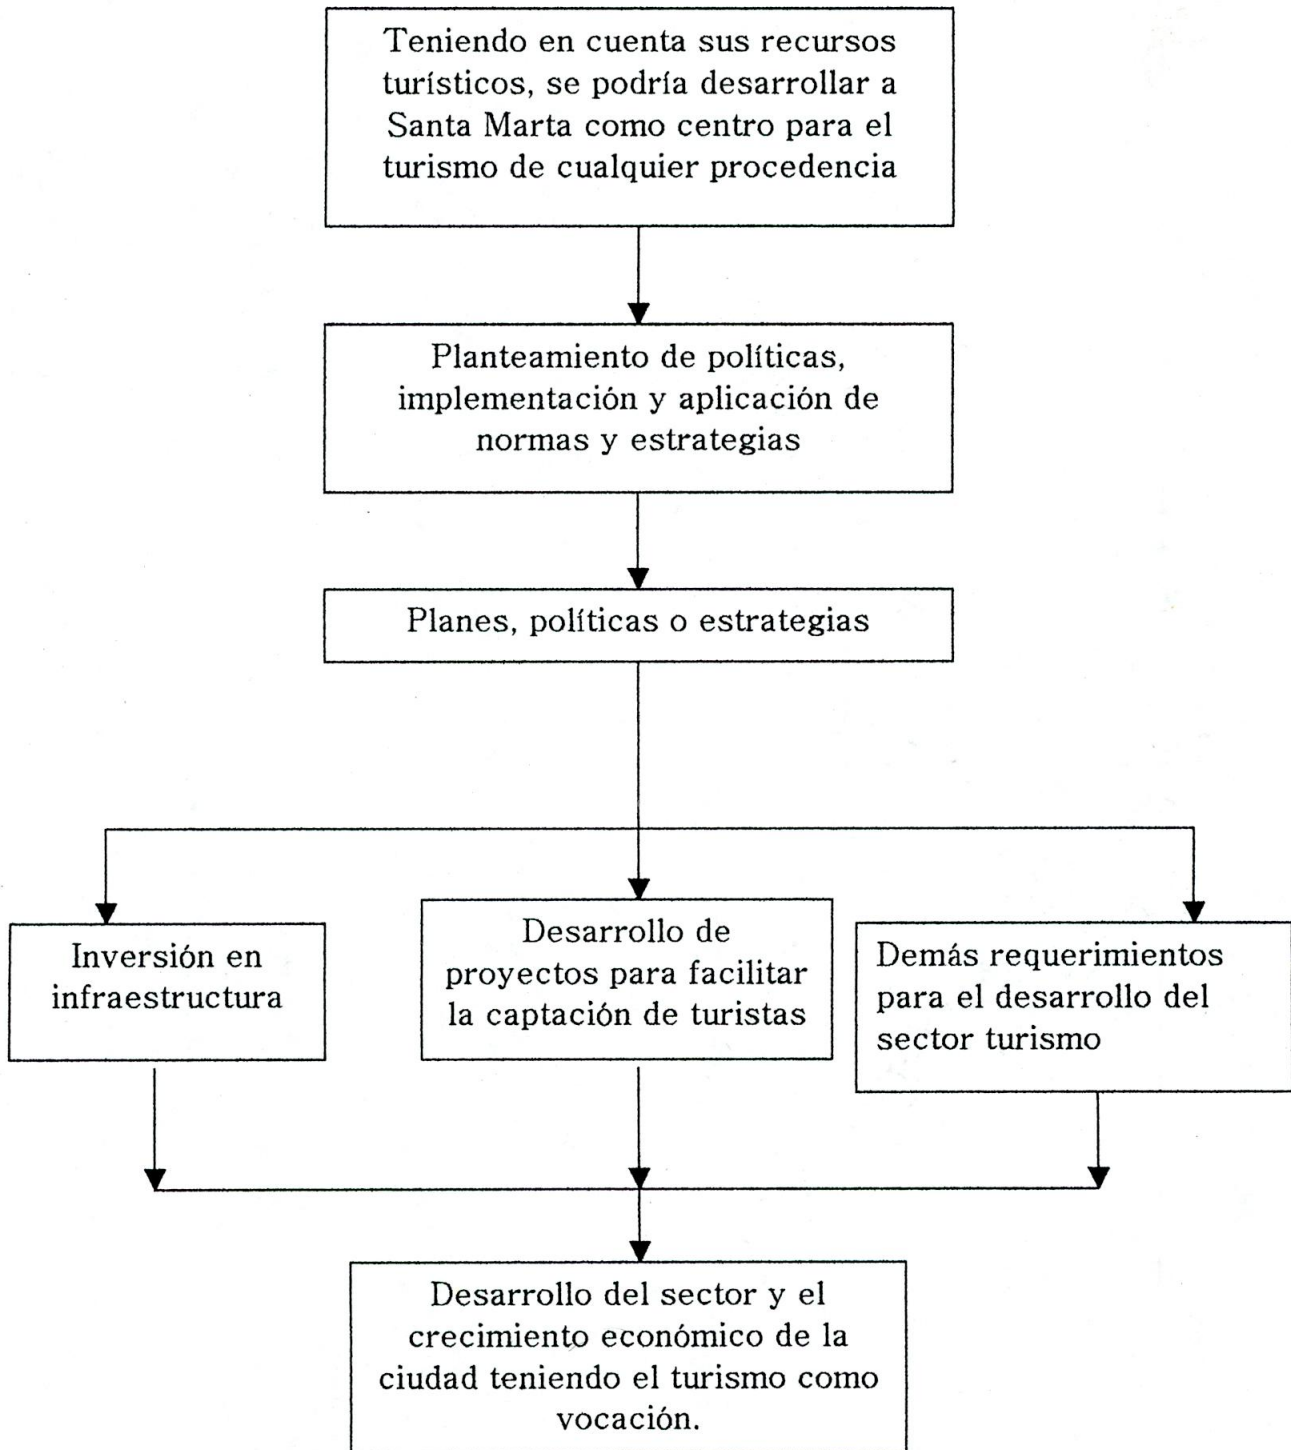 Teniendo en cuenta sus recursos
turísticos, se podría desarrollar a
Santa Marta como centro para el
turismo de cualquier procedencia
Planteamiento de políticas,
implementación y aplicación de
normas y estrategias
Planes, políticas o estrategias
Inversión en
infraestructura
Desarrollo de
proyectos para facilitar
la captación de turistas
Demás requerimientos
para el desarrollo del
sector turismo
Desarrollo del sector y el
crecimiento económico de la
ciudad teniendo el turismo como
vocación.